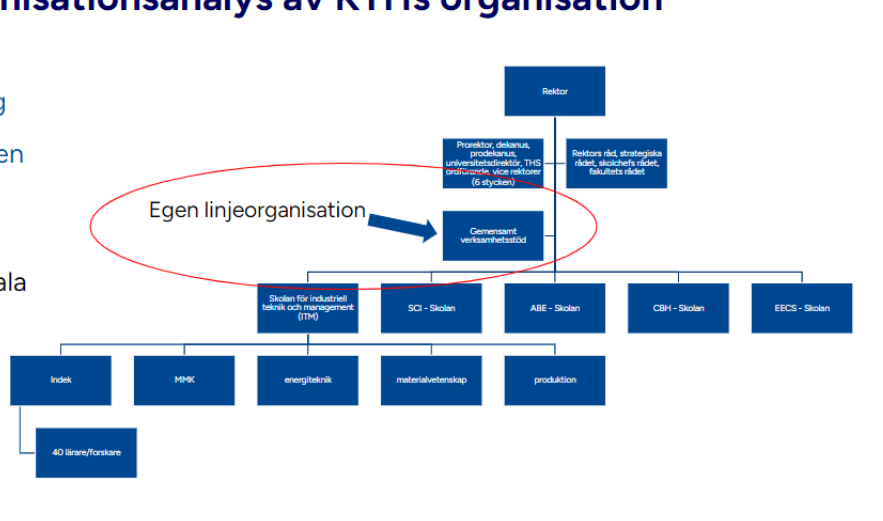 nisationsanalys av KTHs organisation
g
en
ala
Rektor
Prorektor, dekanus,
prodekanus,
universitetsdirektör, THS
ordförande, vice rektorer
(6 stycken)
Rektors råd, strategiska
rådet, skolchefs rådet,
fakultets rådet
Egen linjeorganisation
Gemensamt
verksamhetsstöd
Skolan för industriell
teknik och management
(ITM)
SCI - Skolan
ABE - Skolan
CBH - Skolan
EECS - Skolan
Indek
MMK
energiteknik
materialvetenskap
produktion
40 lärare/forskare